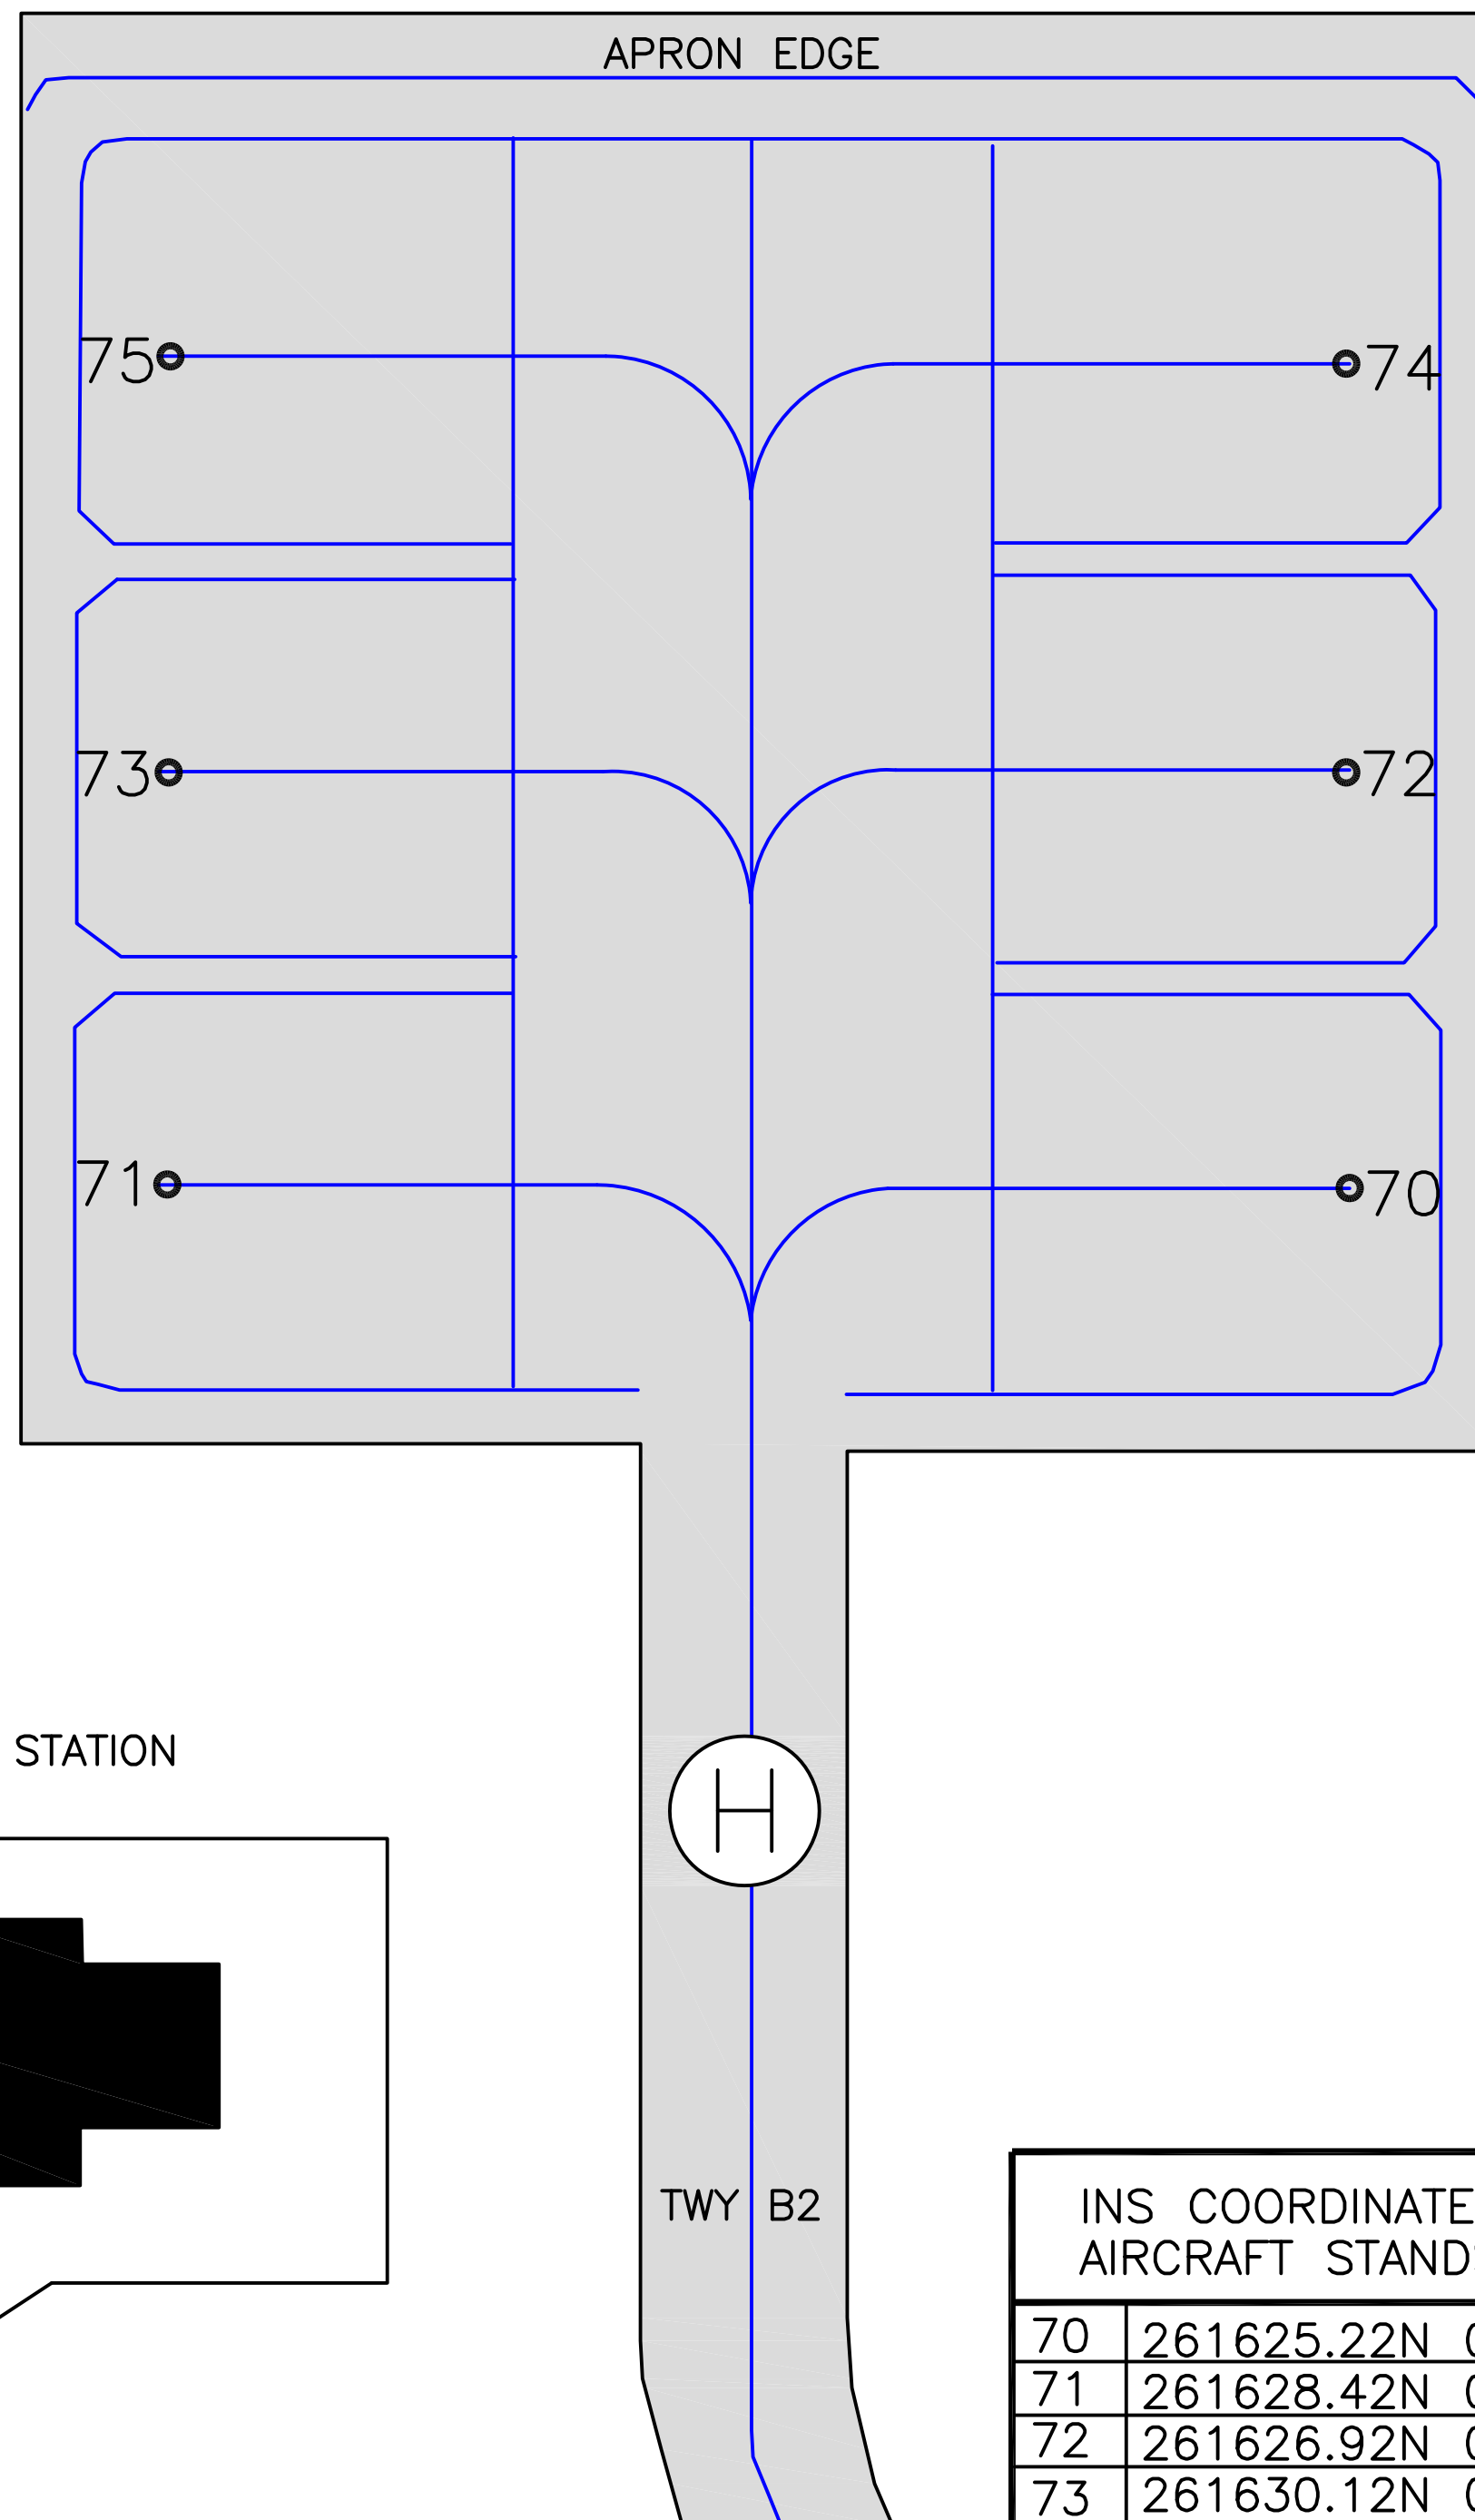 APRON EDGE
75
74
73
72
71
70
STATION
H
TWY B2
INS COORDINATE
AIRCRAFT STAND
70 261625.22N
71 261628.42N
72 261626.92N
73 261630.12N